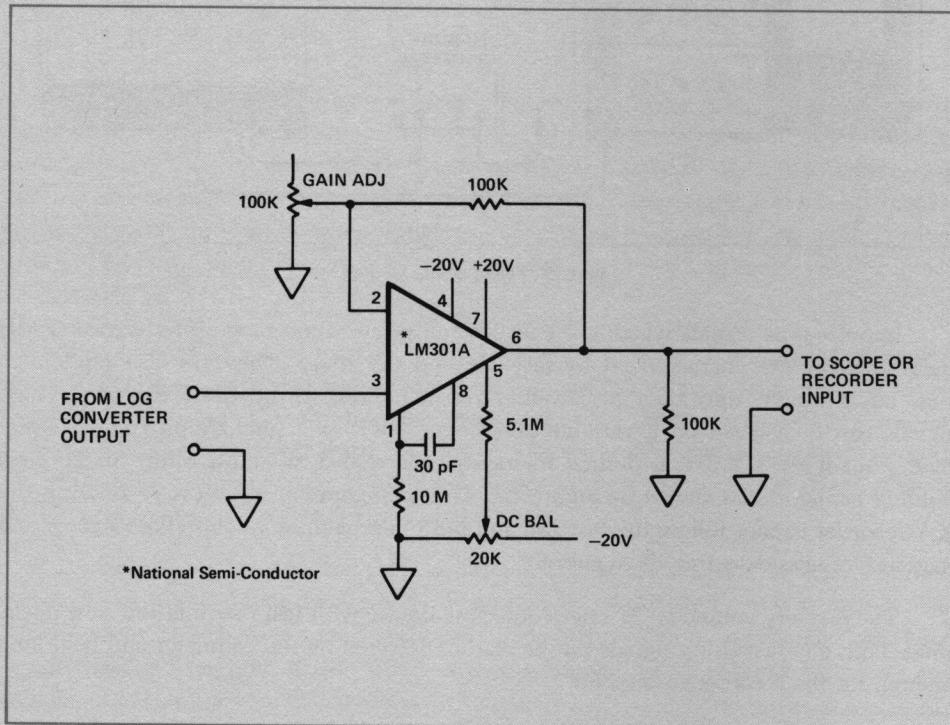 GAIN ADJ
100K
100K
−20V +20V
2
4
7
*
LM301A
6
3
5
8
1
FROM LOG
CONVERTER
OUTPUT
TO SCOPE OR
RECORDER
INPUT
5.1M
100K
30 pF
10 M
DC BAL
−20V
20K
*National Semi-Conductor